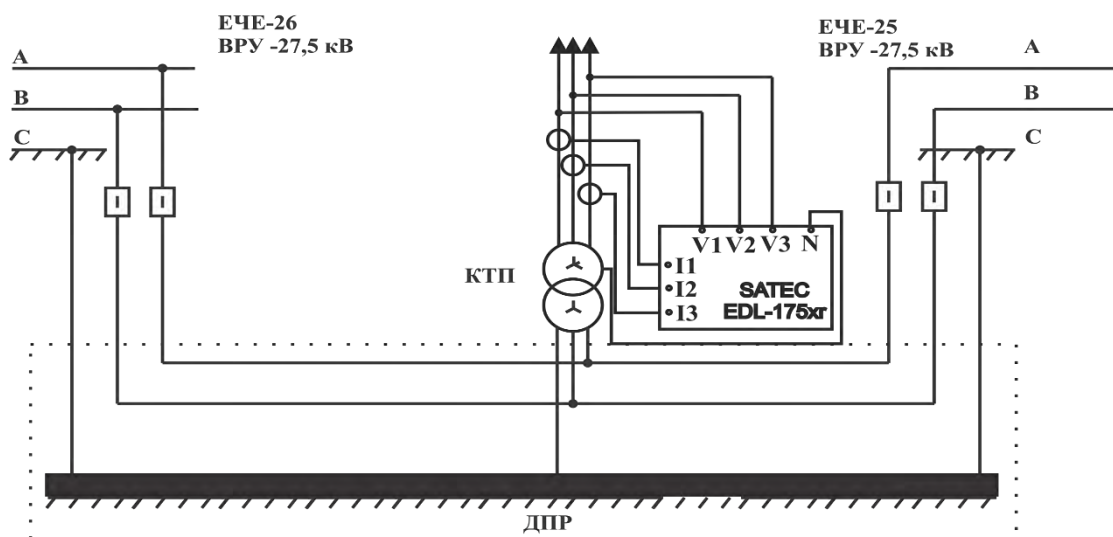 ЕЧЕ-26
ВРУ -27,5 кВ
ЕЧЕ-25
ВРУ -27,5 кВ
А
В
С
А
В
С
V1 V2 V3 N
I1
I2
I3
SATEC
EDL-175xr
КТП
ДПР